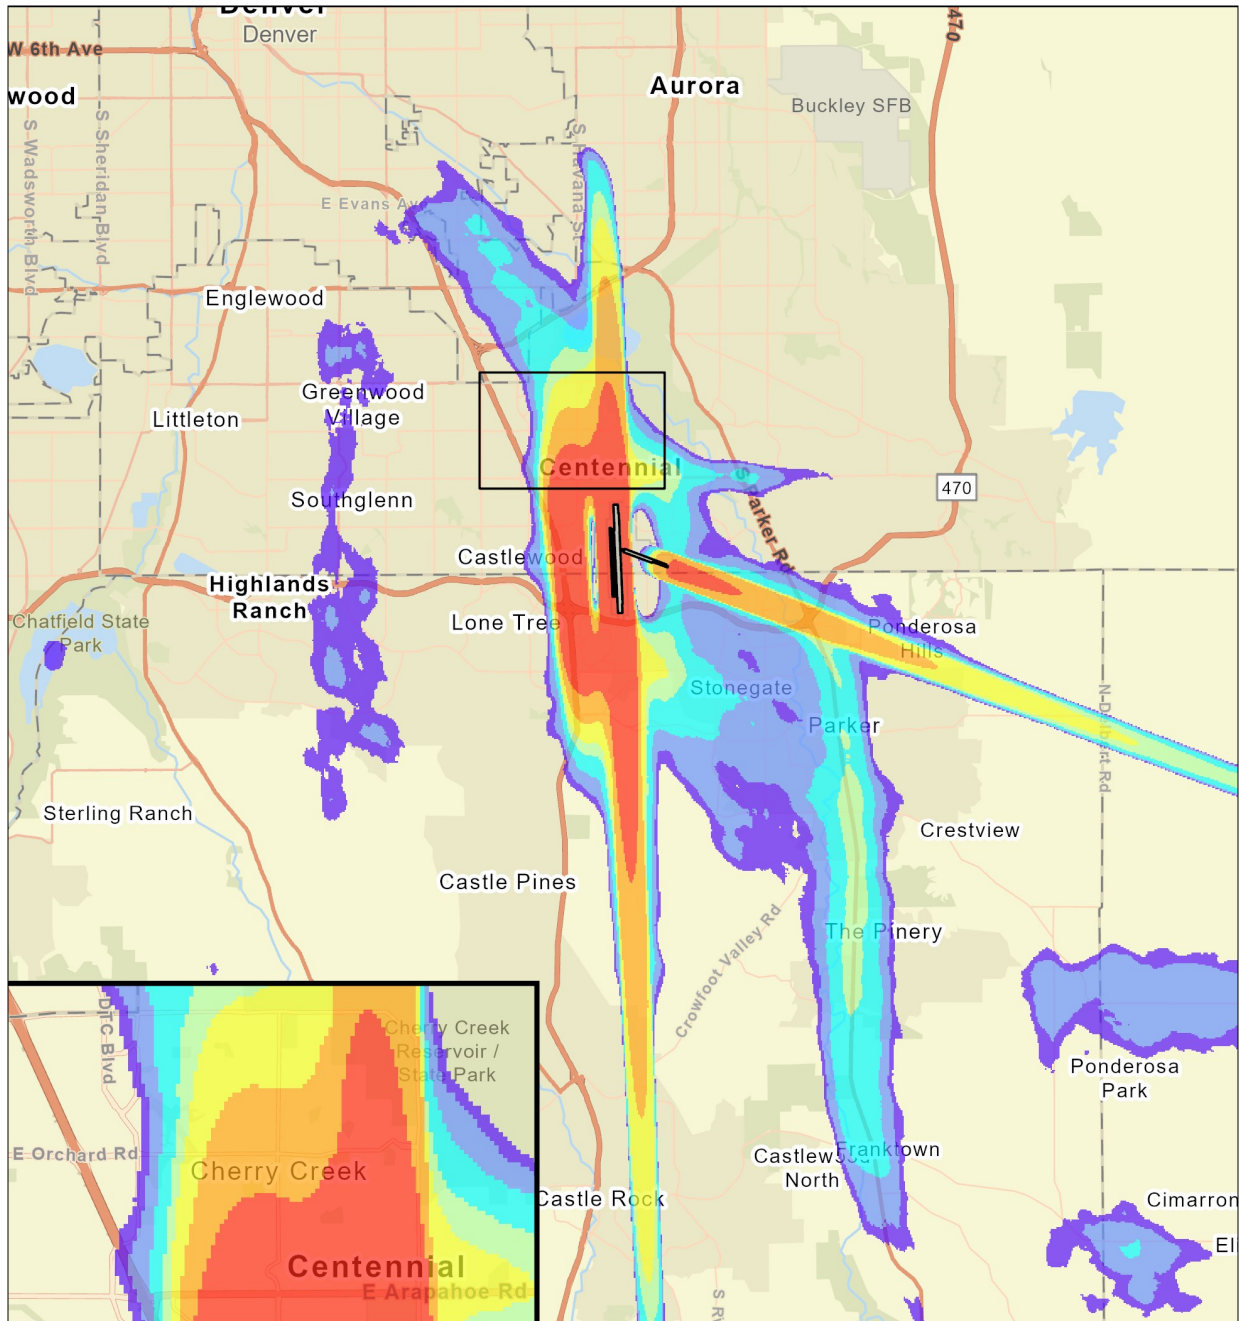 Denver
Denver
470
W 6th Ave
Aurora
wood
Buckley SFB
S Wadsworth Blvd
S Sheridan Blvd
S Havana St
E Evans Av
Englewood
Greenwood
Village
Littleton
Centennial
S Parker Rd
470
Southglenn
Castlewood
Highlands
Ranch
Lone Tree
Chatfield State
Park
Ponderosa
Hills
Stonegate
Parker
N Delbert Rd
Sterling Ranch
Crestview
Castle Pines
The Pinery
Crowfoot Valley Rd
DTC Blvd
Cherry Creek
Reservoir /
State Park
Ponderosa
Park
E Orchard Rd
Cherry Creek
Franktown
North
Castle Rock
Cimarron
Centennial
El
E Arapahoe Rd